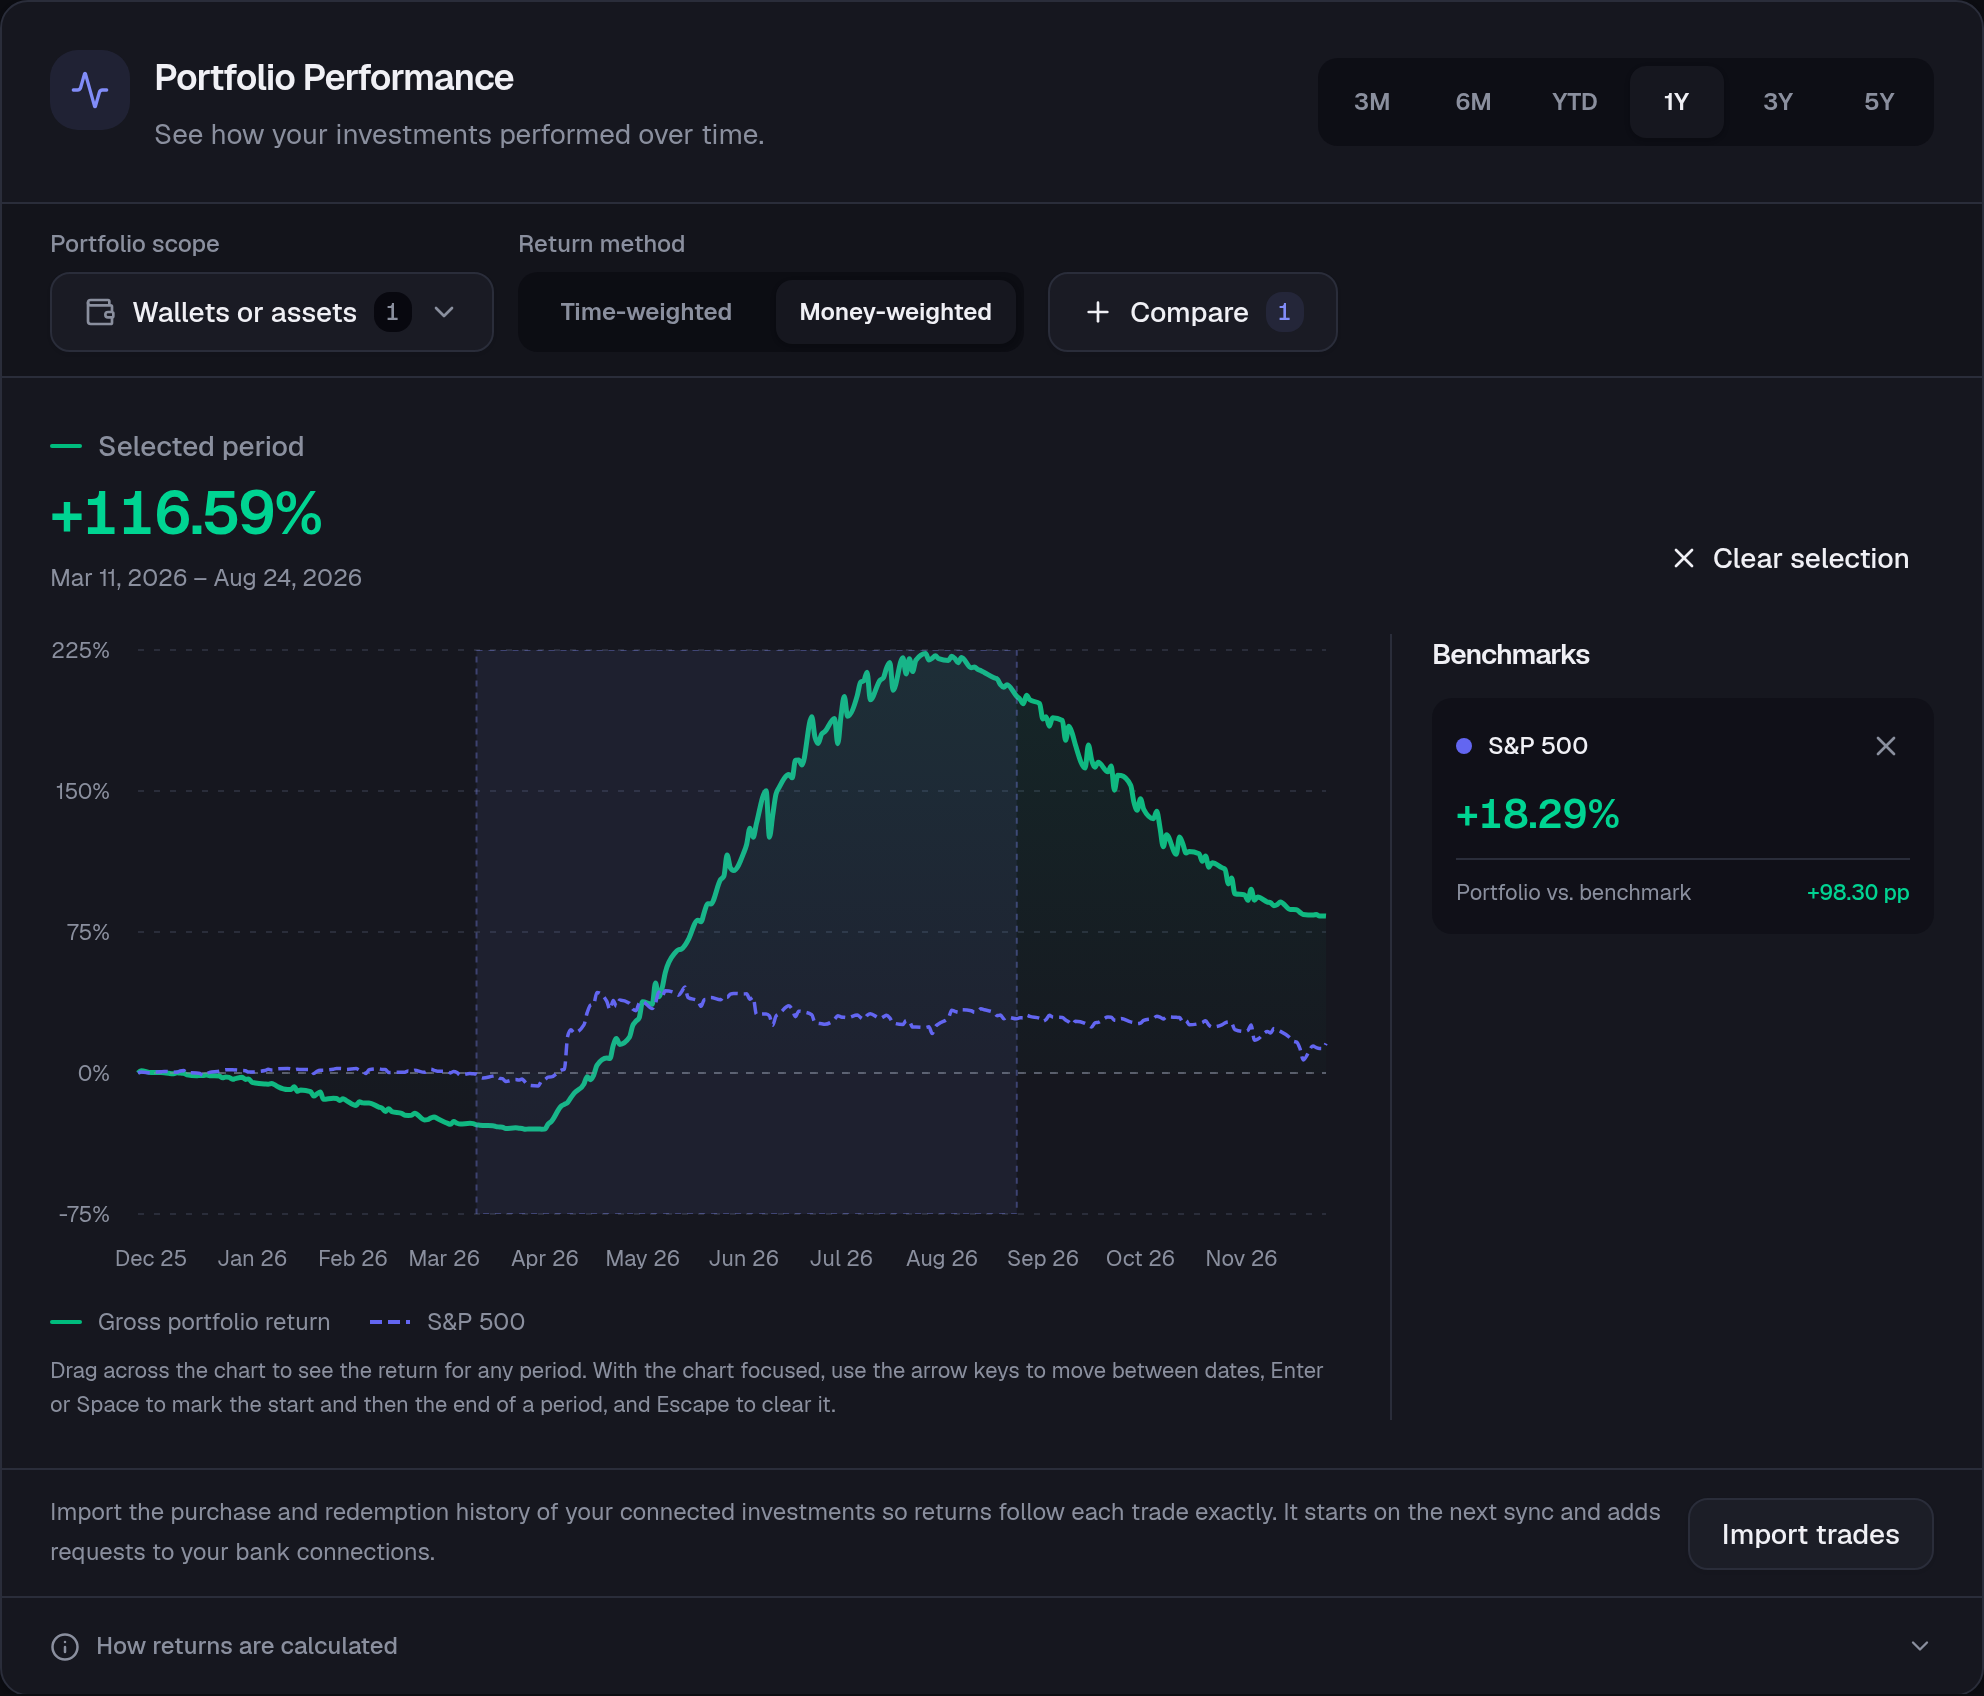 Portfolio Performance
See how your investments performed over time.
3M 6M YTD 1Y 3Y 5Y
Portfolio scope
Wallets or assets 1
Return method
Time-weighted Money-weighted
Compare 1
Selected period
+116.59%
Mar 11, 2026 – Aug 24, 2026
Clear selection
225%
150%
75%
0%
-75%
Dec 25 Jan 26 Feb 26 Mar 26 Apr 26 May 26 Jun 26 Jul 26 Aug 26 Sep 26 Oct 26 Nov 26
Gross portfolio return S&P 500
Drag across the chart to see the return for any period. With the chart focused, use the arrow keys to move between dates, Enter
or Space to mark the start and then the end of a period, and Escape to clear it.
Benchmarks
S&P 500
+18.29%
Portfolio vs. benchmark +98.30 pp
Import the purchase and redemption history of your connected investments so returns follow each trade exactly. It starts on the next sync and adds
requests to your bank connections.
Import trades
How returns are calculated